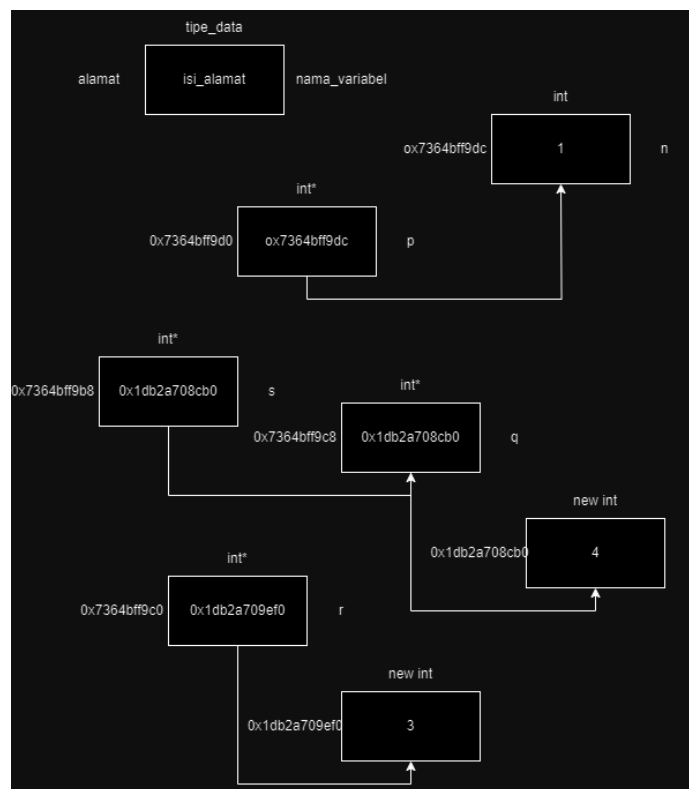 tipe_data
alamat isi_alamat nama_variabel
int
ox7364bff9dc 1 n
int*
0x7364bff9d0 ox7364bff9dc p
int*
0x7364bff9b8 0x1db2a708cb0 s
int*
0x7364bff9c8 0x1db2a708cb0 q
new int
0x1db2a708cb0 4
int*
0x7364bff9c0 0x1db2a709ef0 r
new int
0x1db2a709ef0 3